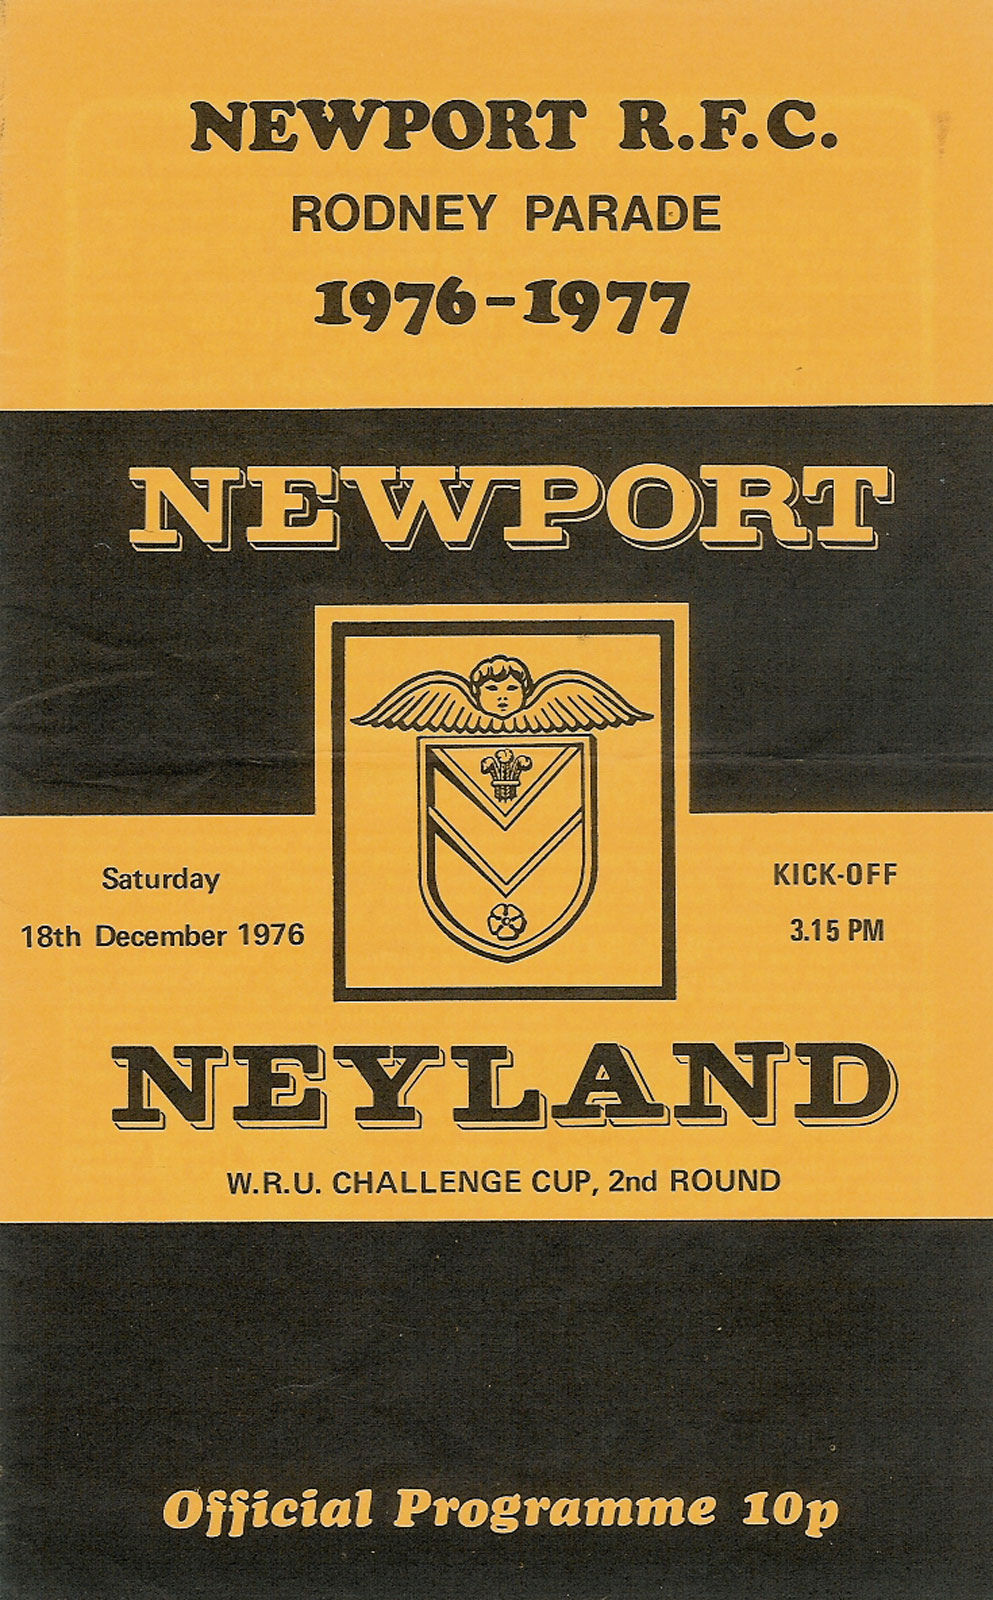 NEWPORT R.F.C.
RODNEY PARADE
1976-1977
NEWPORT
Saturday
18th December 1976
KICK-OFF
3.15 PM
NEYLAND
W.R.U. CHALLENGE CUP, 2nd ROUND
Official Programme 10p